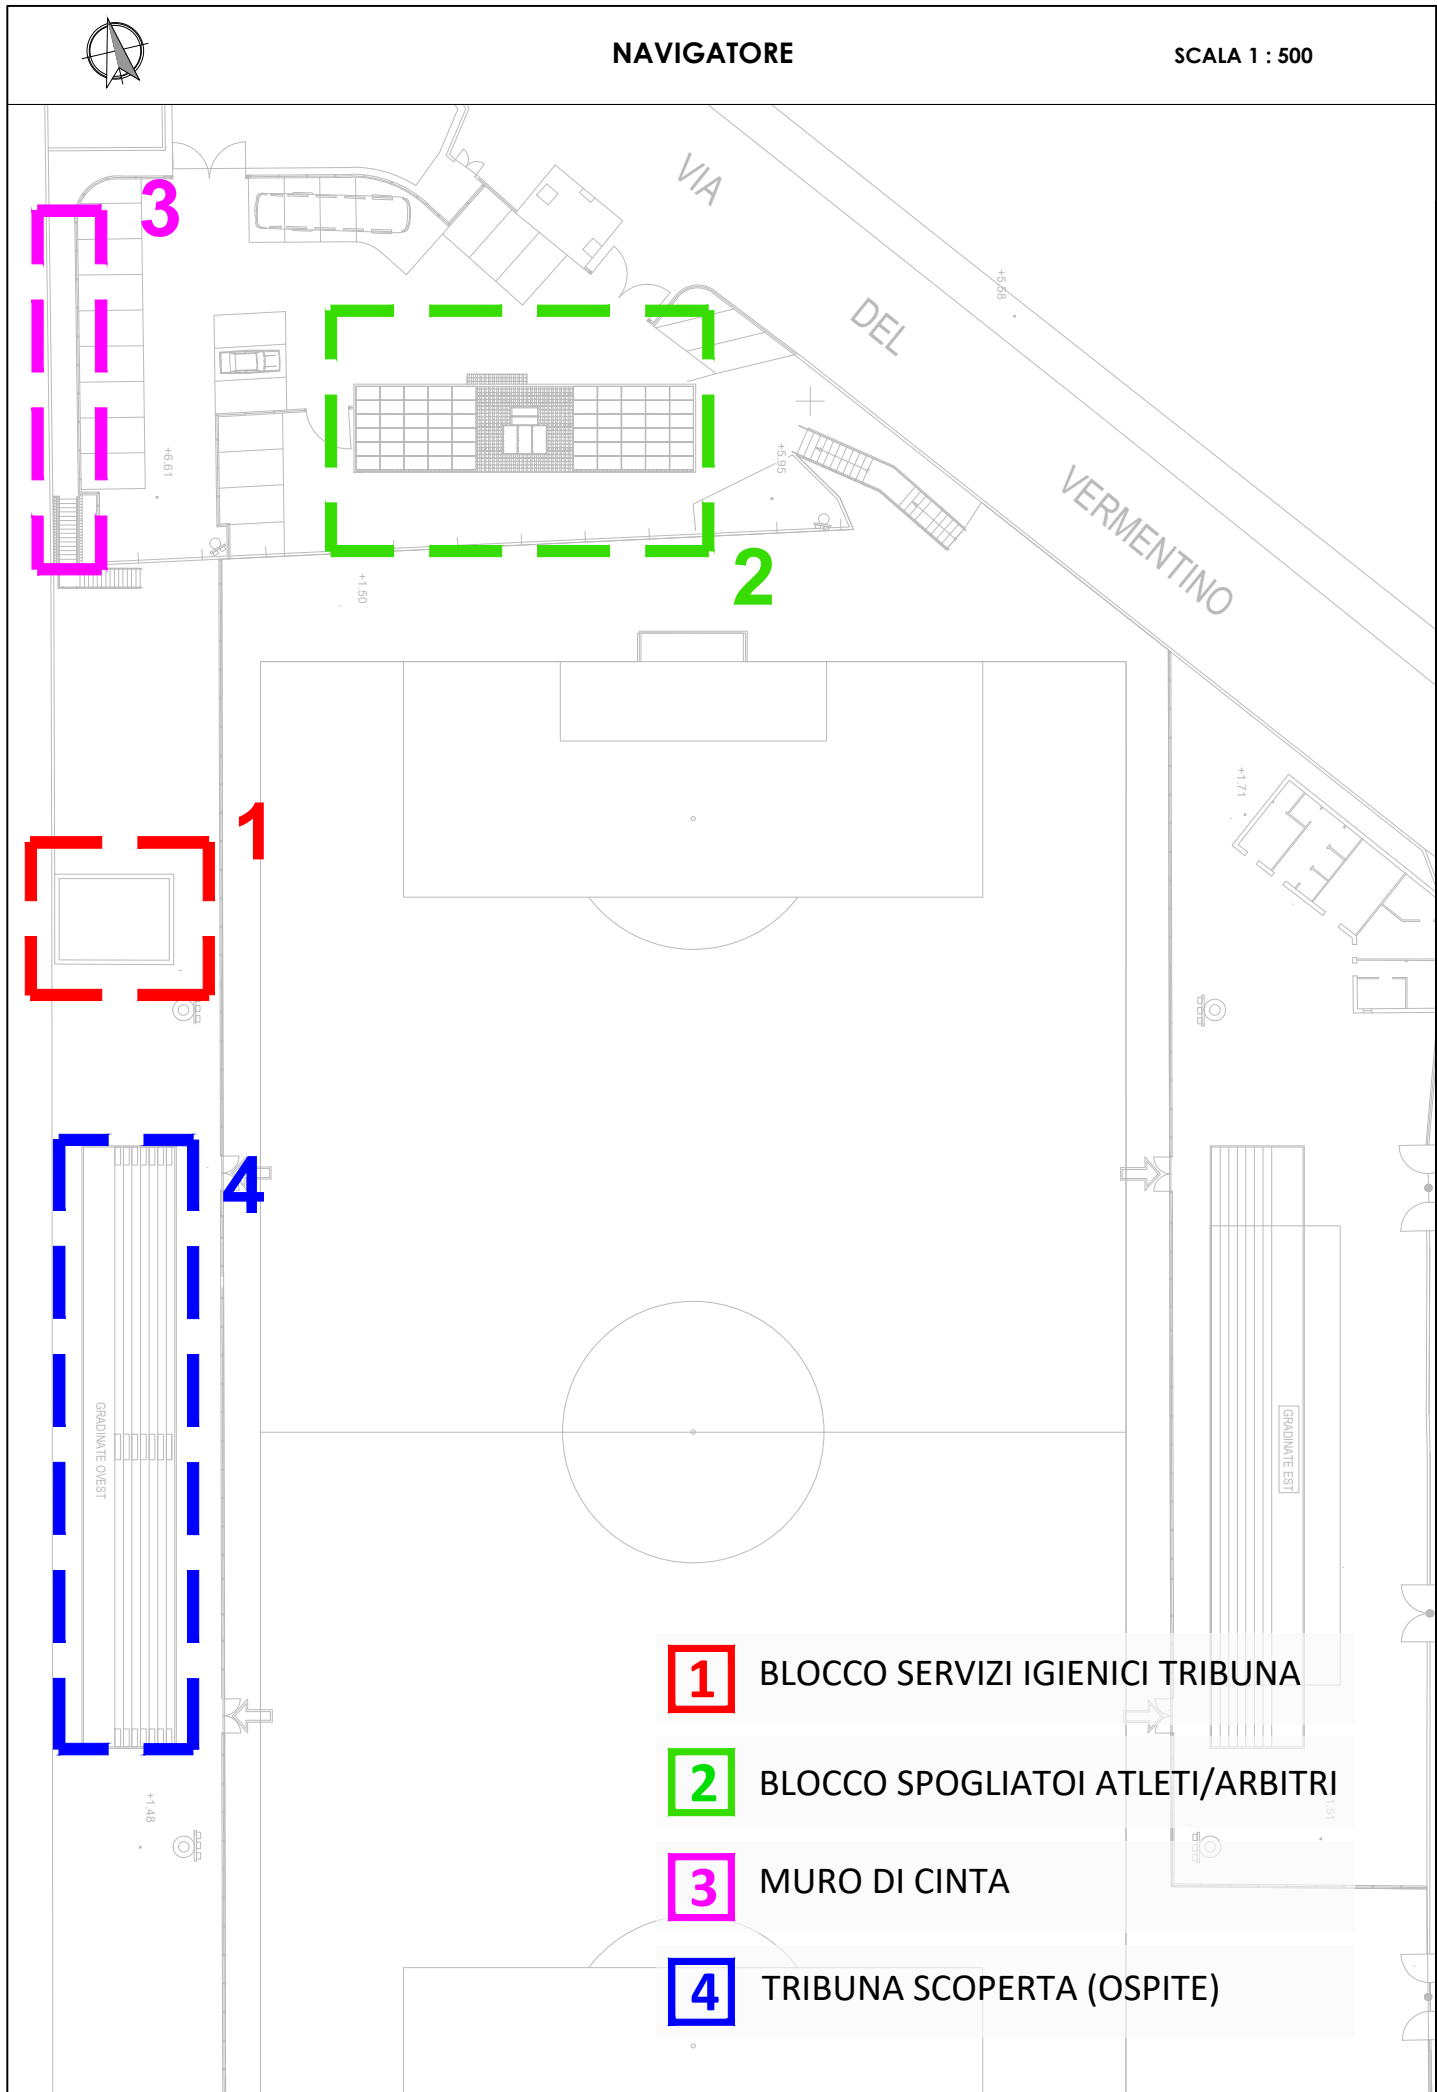 NAVIGATORE
SCALA 1 : 500
3
VIA
DEL
VERMENTINO
+5.58
+6.61
+5.95
2
+1.50
+1.71
1
4
GRADINATE OVEST
GRADINATE EST
+1.48
1 BLOCCO SERVIZI IGIENICI TRIBUNA
2 BLOCCO SPOGLIATOI ATLETI/ARBITRI
3 MURO DI CINTA
4 TRIBUNA SCOPERTA (OSPITE)